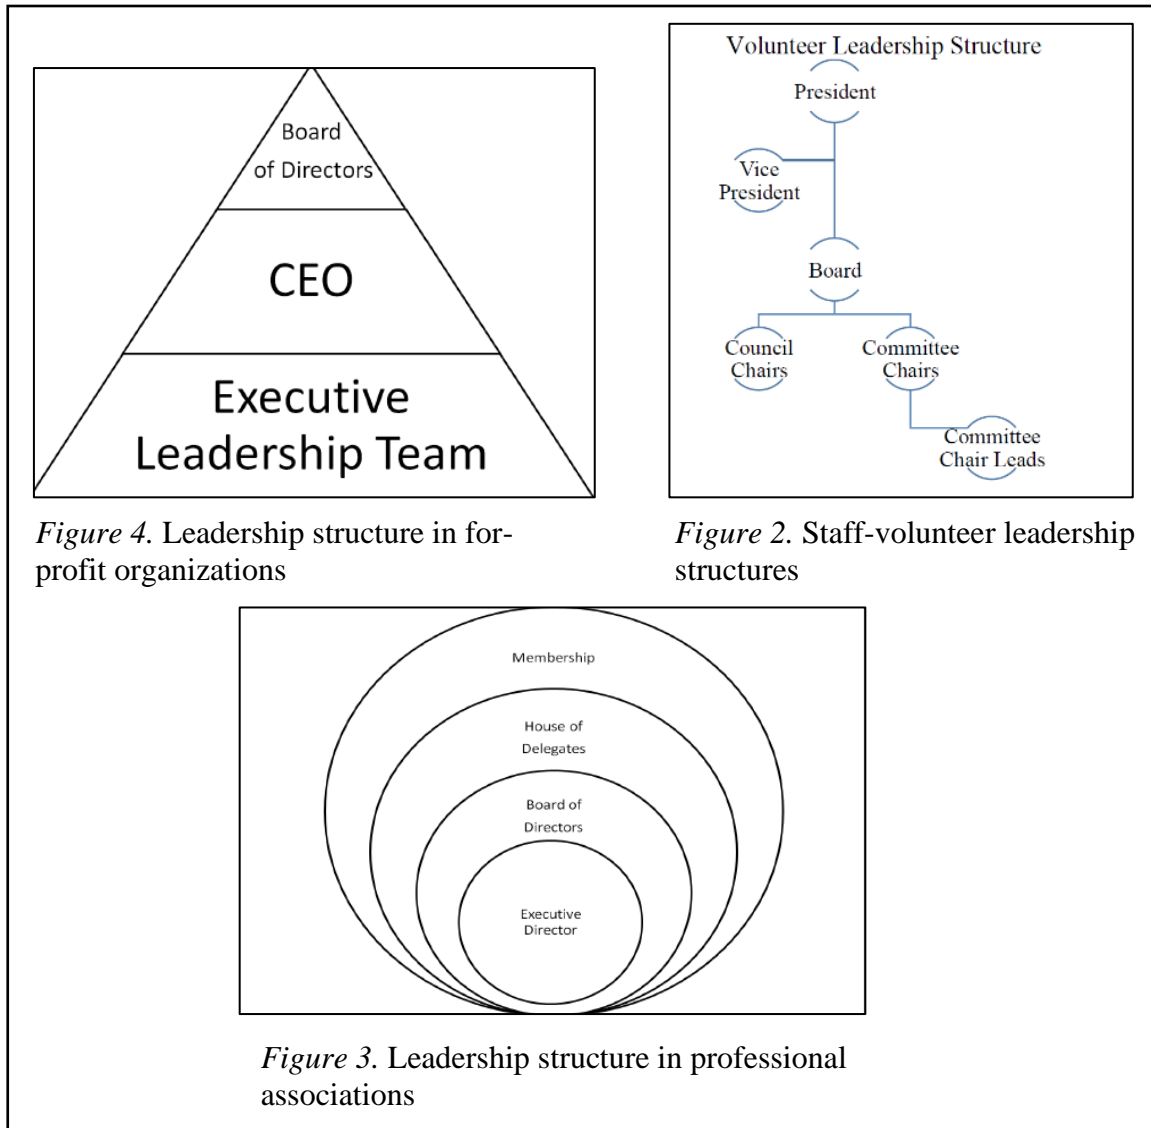 Board
of Directors
CEO
Executive
Leadership Team
Figure 4. Leadership structure in for-
profit organizations
Volunteer Leadership Structure
President
Vice
President
Board
Council
Chairs
Committee
Chairs
Committee
Chair Leads
Figure 2. Staff-volunteer leadership
structures
Membership
House of
Delegates
Board of
Directors
Executive
Director
Figure 3. Leadership structure in professional
associations